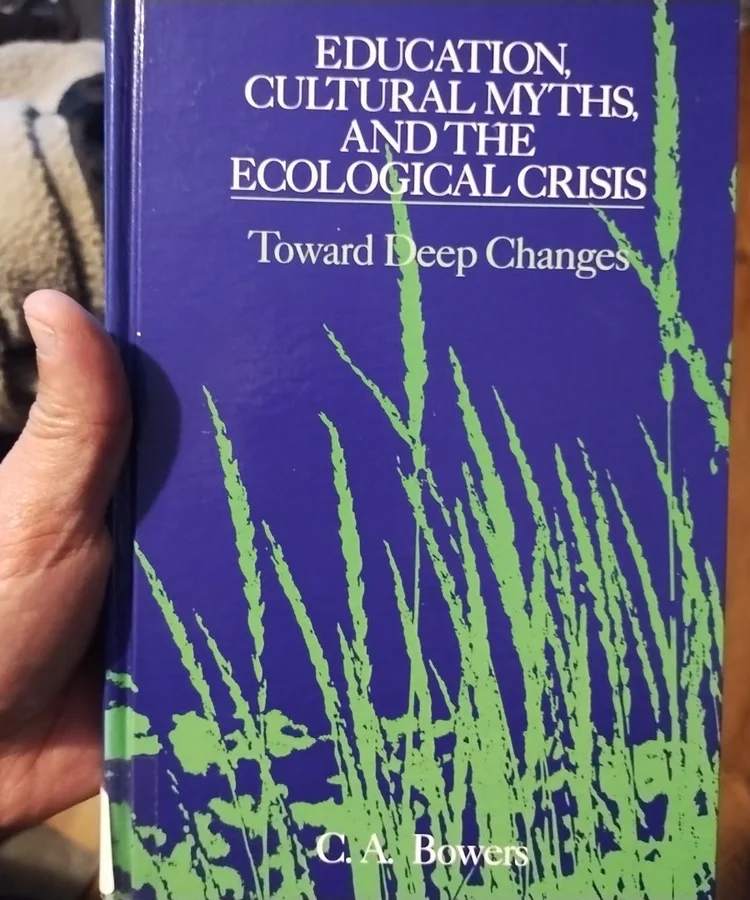 EDUCATION,
CULTURAL MYTHS,
AND THE
ECOLOGICAL CRISIS
Toward Deep Changes
C. A. Bowers